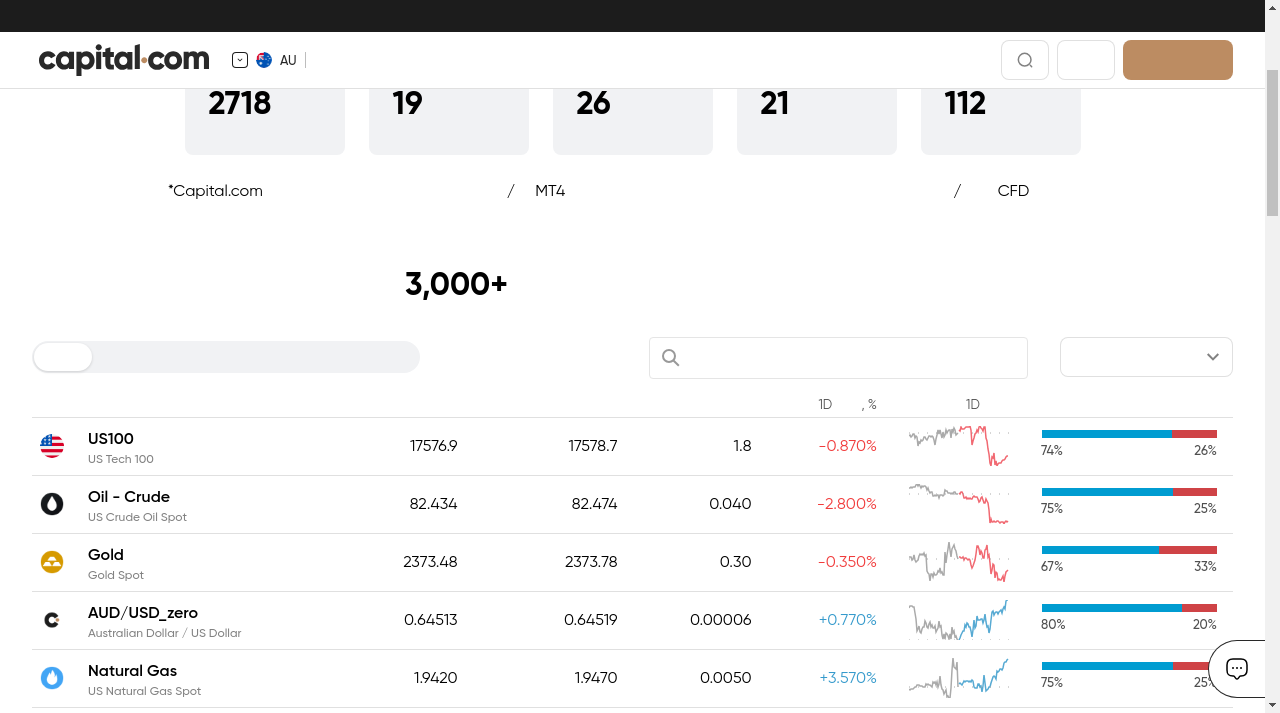 capital.com AU
2718 19 26 21 112
*Capital.com / MT4 / CFD
3,000+
1D , % 1D
US100 17576.9 17578.7 1.8 -0.870%
US Tech 100 74% 26%
Oil - Crude 82.434 82.474 0.040 -2.800%
US Crude Oil Spot 75% 25%
Gold 2373.48 2373.78 0.30 -0.350%
Gold Spot 67% 33%
AUD/USD_zero 0.64513 0.64519 0.00006 +0.770%
Australian Dollar / US Dollar 80% 20%
Natural Gas 1.9420 1.9470 0.0050 +3.570%
US Natural Gas Spot 75% 25%